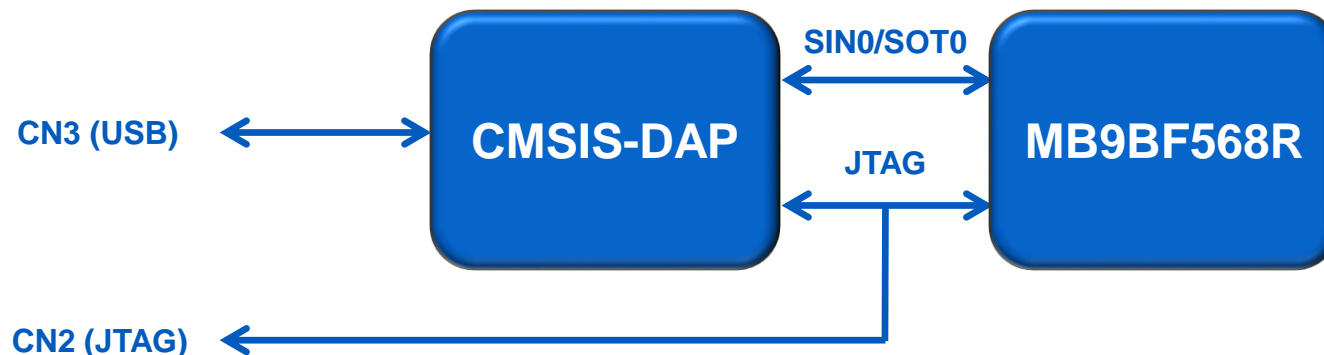 SIN0/SOT0
CN3 (USB)
CMSIS-DAP
MB9BF568R
JTAG
CN2 (JTAG)